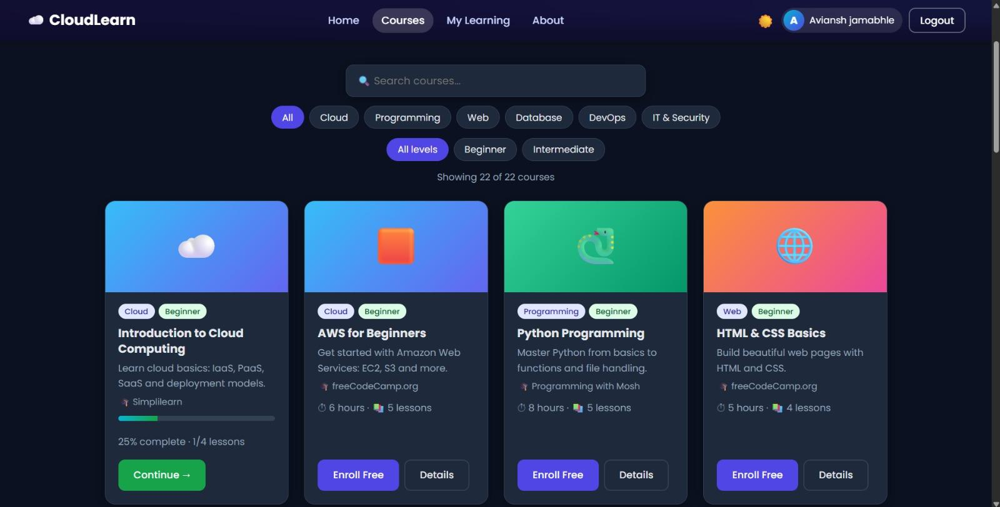 CloudLearn
Home Courses My Learning About
A Aviansh jamabhle Logout
Search courses...
All Cloud Programming Web Database DevOps IT & Security
All levels Beginner Intermediate
Showing 22 of 22 courses
Cloud Beginner
Introduction to Cloud
Computing
Learn cloud basics: IaaS, PaaS,
SaaS and deployment models.
Simplilearn
25% complete · 1/4 lessons
Continue →
Cloud Beginner
AWS for Beginners
Get started with Amazon Web
Services: EC2, S3 and more.
freeCodeCamp.org
6 hours · 5 lessons
Enroll Free Details
Programming Beginner
Python Programming
Master Python from basics to
functions and file handling.
Programming with Mosh
8 hours · 5 lessons
Enroll Free Details
Web Beginner
HTML & CSS Basics
Build beautiful web pages with
HTML and CSS.
freeCodeCamp.org
5 hours · 4 lessons
Enroll Free Details